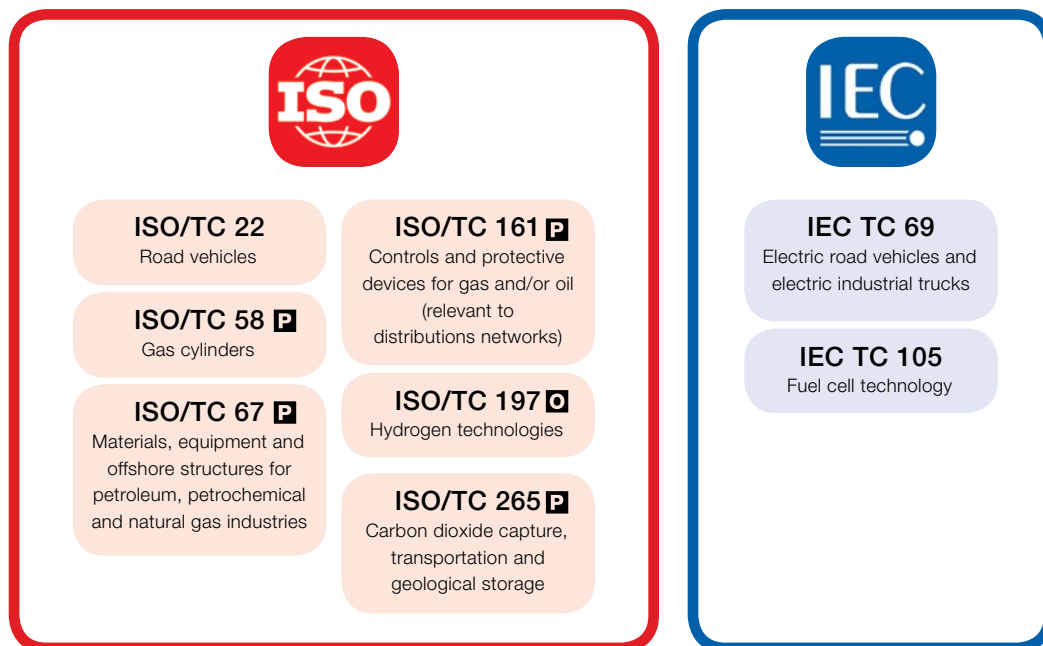 ISO
ISO/TC 22
Road vehicles
ISO/TC 58 P
Gas cylinders
ISO/TC 67 P
Materials, equipment and
offshore structures for
petroleum, petrochemical
and natural gas industries
ISO/TC 161 P
Controls and protective
devices for gas and/or oil
(relevant to
distributions networks)
ISO/TC 197 O
Hydrogen technologies
ISO/TC 265 P
Carbon dioxide capture,
transportation and
geological storage
IEC
IEC TC 69
Electric road vehicles and
electric industrial trucks
IEC TC 105
Fuel cell technology